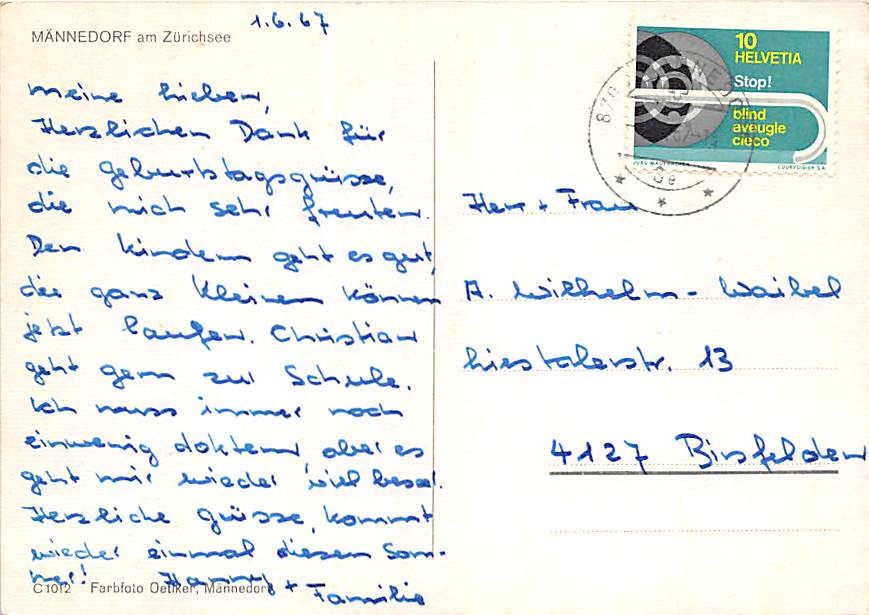 MÄNNEDORF am Zürichsee
1.6.67
Meine Lieben,
Herzlichen Dank für
die Geburtstagsgrüsse,
die mich sehr freuten.
Den Kindern geht es gut,
die ganz Kleinen können
jetzt laufen. Christian
geht gern zur Schule.
Ich muss immer noch
einwenig doktern, aber es
geht mir wieder viel besser.
Herzliche Grüsse, kommt
wieder einmal diesen Som-
mer!
+ Familie
C1012 Farbfoto Oetiker, Männedorf
10
HELVETIA
Stop!
blind
aveugle
cieco
COURVOISIER S.A.
Herr + Frau
A. Wilhelm-Waibel
Liestalerstr. 13
4127 Birsfelden